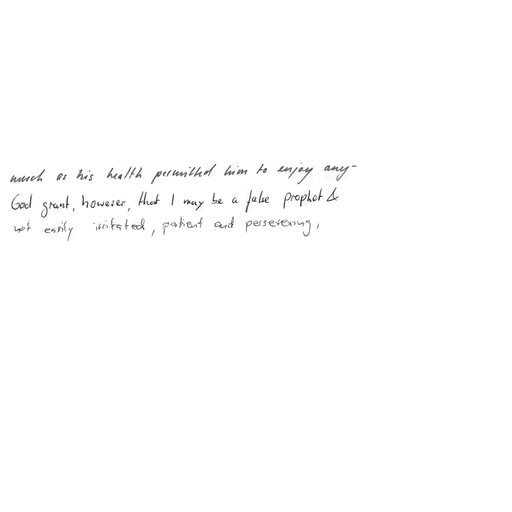 much as his health permitted him to enjoy any-
God grant, however, that I may be a false prophet &
not easily irritated, patient and persevering,